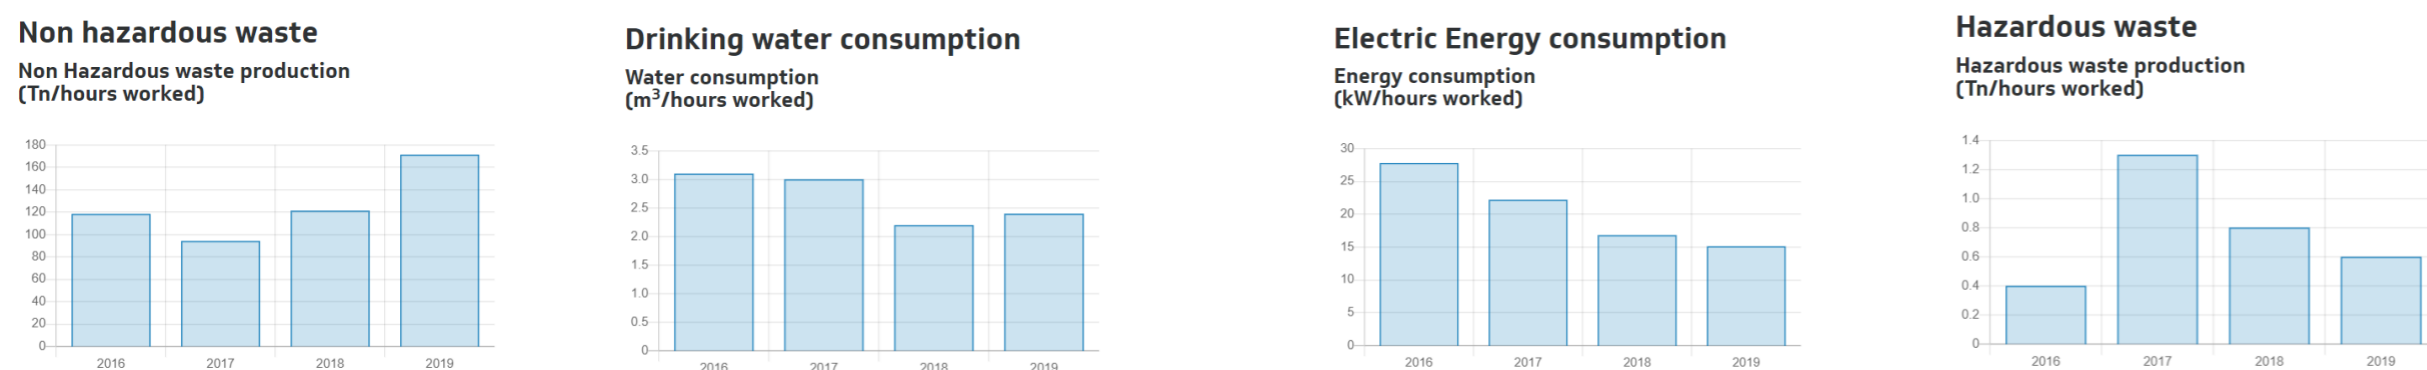 Non hazardous waste
Non Hazardous waste production
(Tn/hours worked)
180
160
140
120
100
80
60
40
20
0
2016 2017 2018 2019
Drinking water consumption
Water consumption
(m³/hours worked)
3.5
3.0
2.5
2.0
1.5
1.0
0.5
0
2016 2017 2018 2019
Electric Energy consumption
Energy consumption
(kW/hours worked)
30
25
20
15
10
5
0
2016 2017 2018 2019
Hazardous waste
Hazardous waste production
(Tn/hours worked)
1.4
1.2
1.0
0.8
0.6
0.4
0.2
0
2016 2017 2018 2019